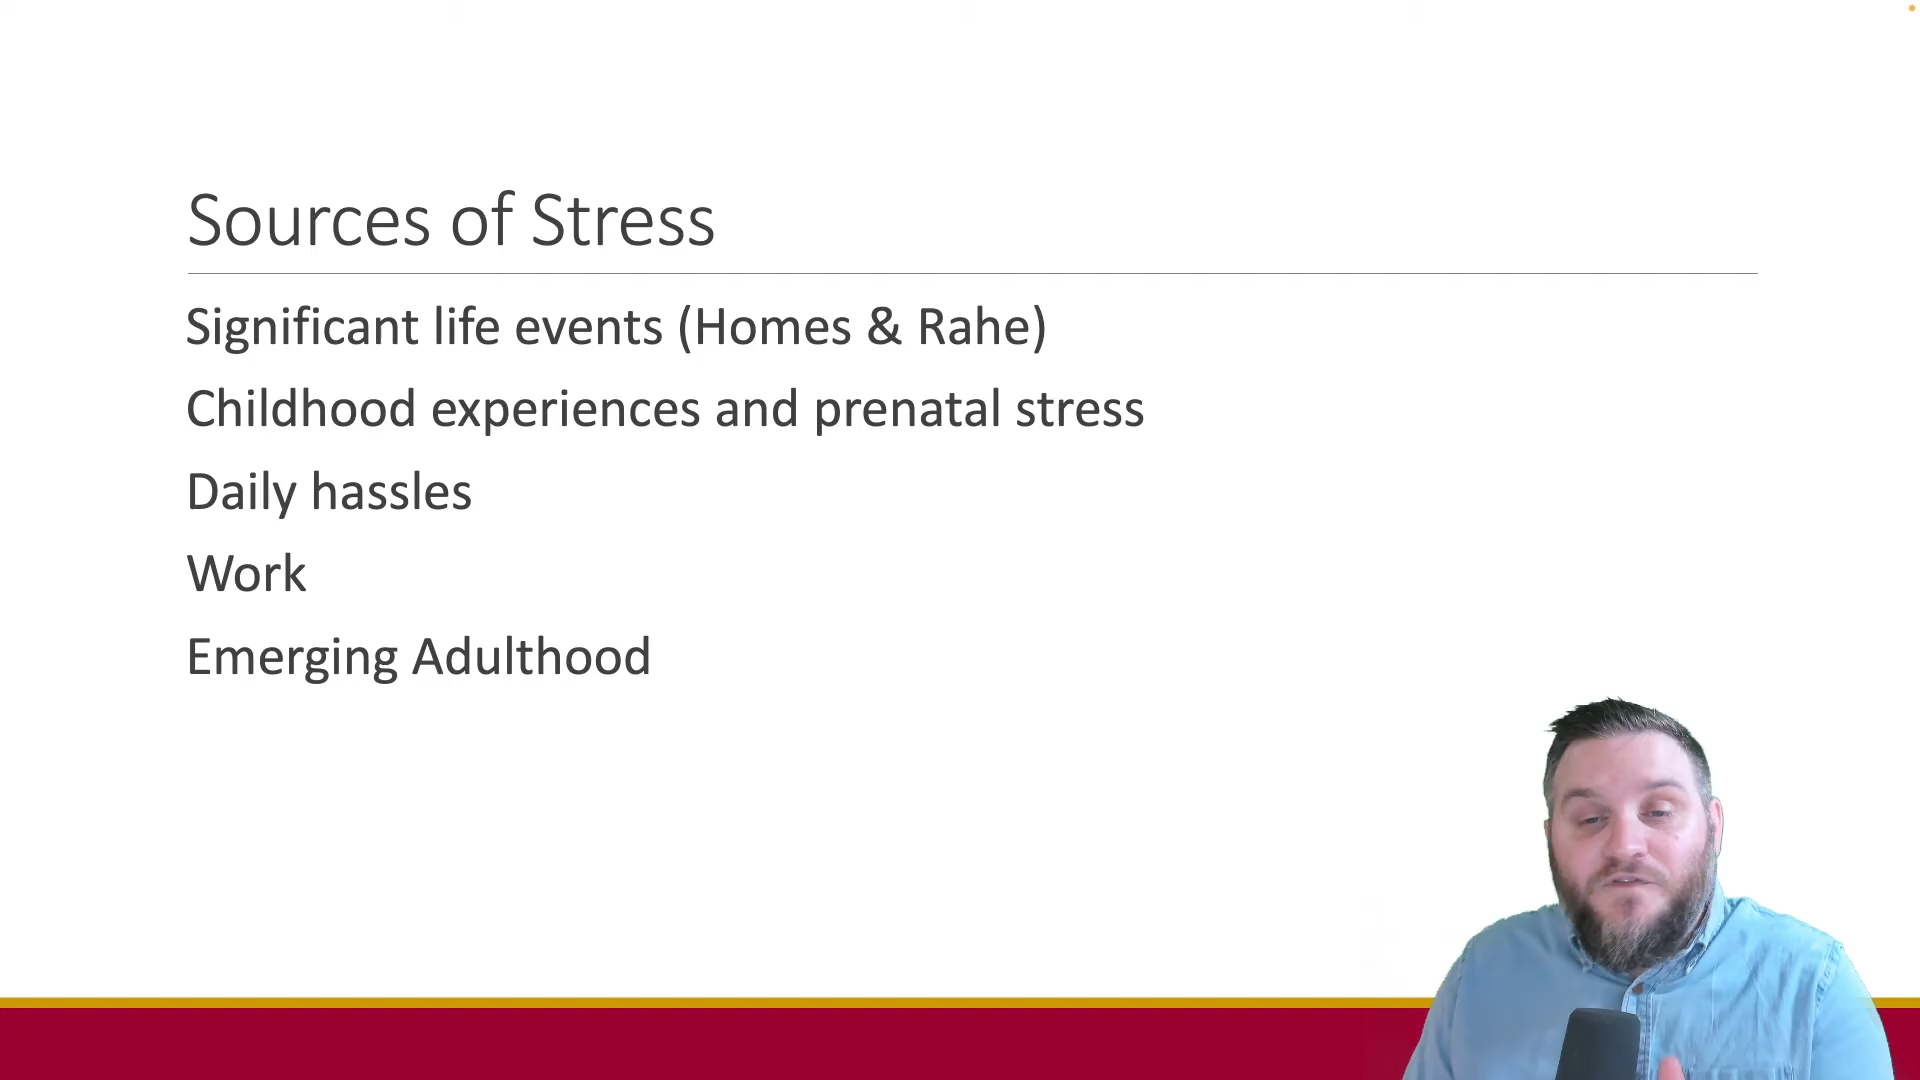 Sources of Stress
Significant life events (Homes & Rahe)
Childhood experiences and prenatal stress
Daily hassles
Work
Emerging Adulthood